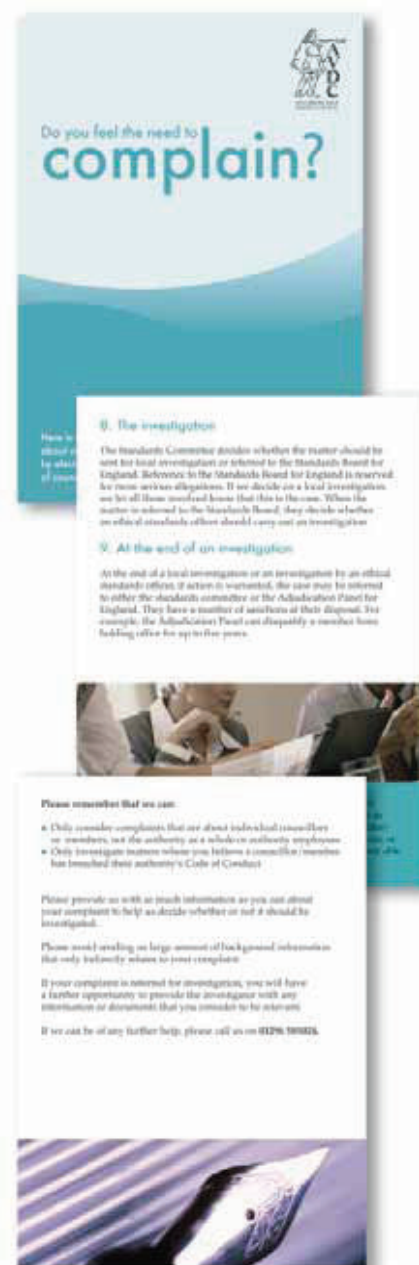 A
V
D
C
Do you feel the need to
complain?
Here is
about
by elec
of coun
8. The investigation
The Standards Committee decides whether the matter should be
sent for local investigation or referred to the Standards Board for
England. Reference to the Standards Board for England is reserved
for more serious allegations. If we decide on a local investigation
we let all those involved know that this is the case. When the
matter is referred to the Standards Board, they decide whether
an ethical standards officer should carry out an investigation
9. At the end of an investigation
At the end of a local investigation or an investigation by an ethical
standards officer, if action is warranted, the case may be referred
to either the standards committee or the Adjudication Panel for
England. They have a number of sanctions at their disposal. For
example, the Adjudication Panel can disqualify a member from
holding office for up to five years.
Please remember that we can:
• Only consider complaints that are about individual councillors
or members, not the authority as a whole or authority employees
• Only investigate matters where you believe a councillor/member
has breached their authority's Code of Conduct
Please provide us with as much information as you can about
your complaint to help us decide whether or not it should be
investigated.
Please avoid sending us large amount of background information
that only indirectly relates to your complaint.
If your complaint is referred for investigation, you will have
a further opportunity to provide the investigator with any
information or documents that you consider to be relevant.
If we can be of any further help, please call us on